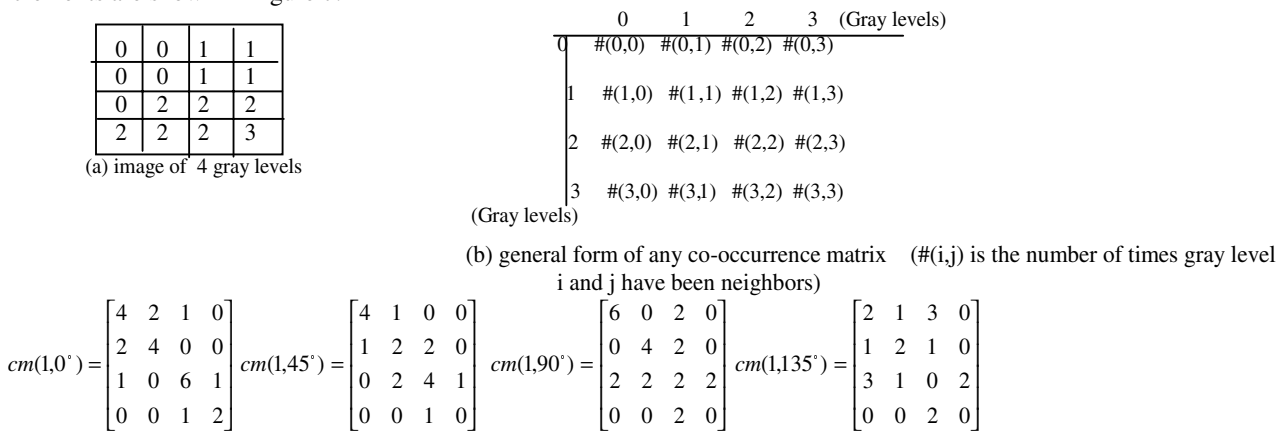 0 0 1 1
0 0 1 1
0 2 2 2
2 2 2 3
(a) image of 4 gray levels
0 1 2 3 (Gray levels)
0 #(0,0) #(0,1) #(0,2) #(0,3)
1 #(1,0) #(1,1) #(1,2) #(1,3)
2 #(2,0) #(2,1) #(2,2) #(2,3)
3 #(3,0) #(3,1) #(3,2) #(3,3)
(Gray levels)
(b) general form of any co-occurrence matrix (#(i,j) is the number of times gray level
i and j have been neighbors)
cm(1,0°) = [4 2 1 0
2 4 0 0
1 0 6 1
0 0 1 2]
cm(1,45°) = [4 1 0 0
1 2 2 0
0 2 4 1
0 0 1 0]
cm(1,90°) = [6 0 2 0
0 4 2 0
2 2 2 2
0 0 2 0]
cm(1,135°) = [2 1 3 0
1 2 1 0
3 1 0 2
0 0 2 0]